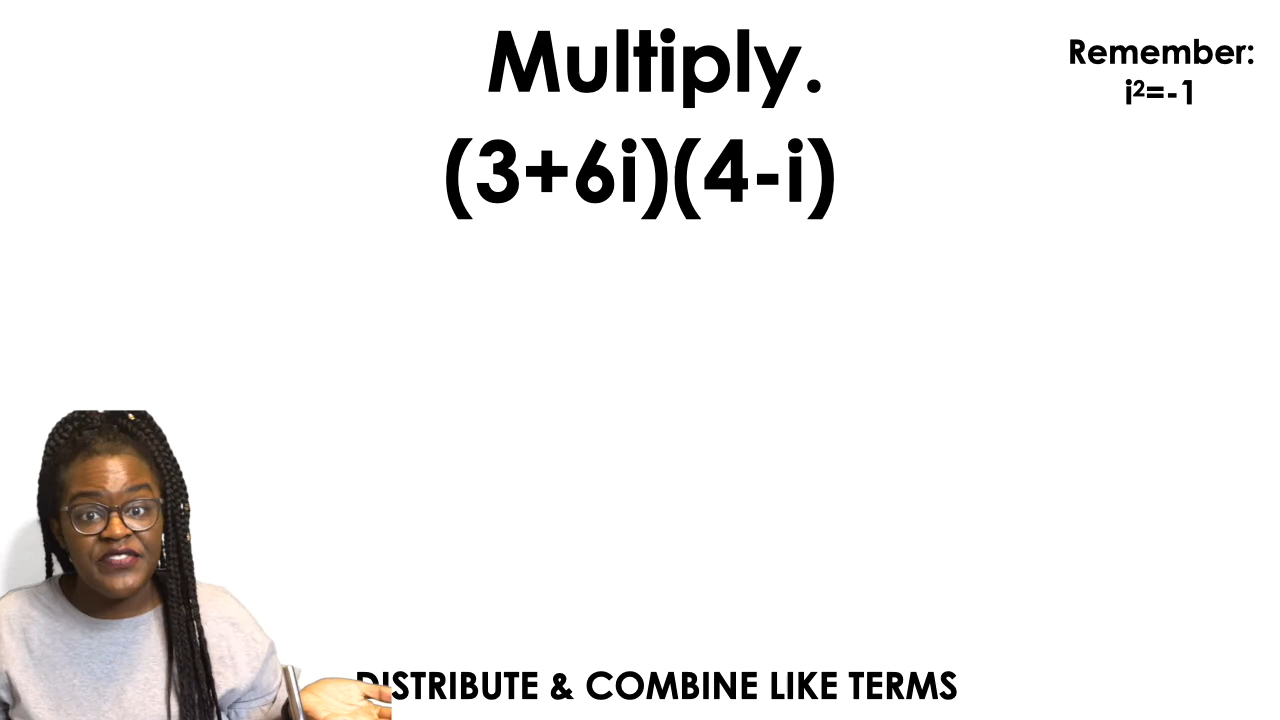 Multiply.
Remember:
i²=-1
(3+6i)(4-i)
DISTRIBUTE & COMBINE LIKE TERMS